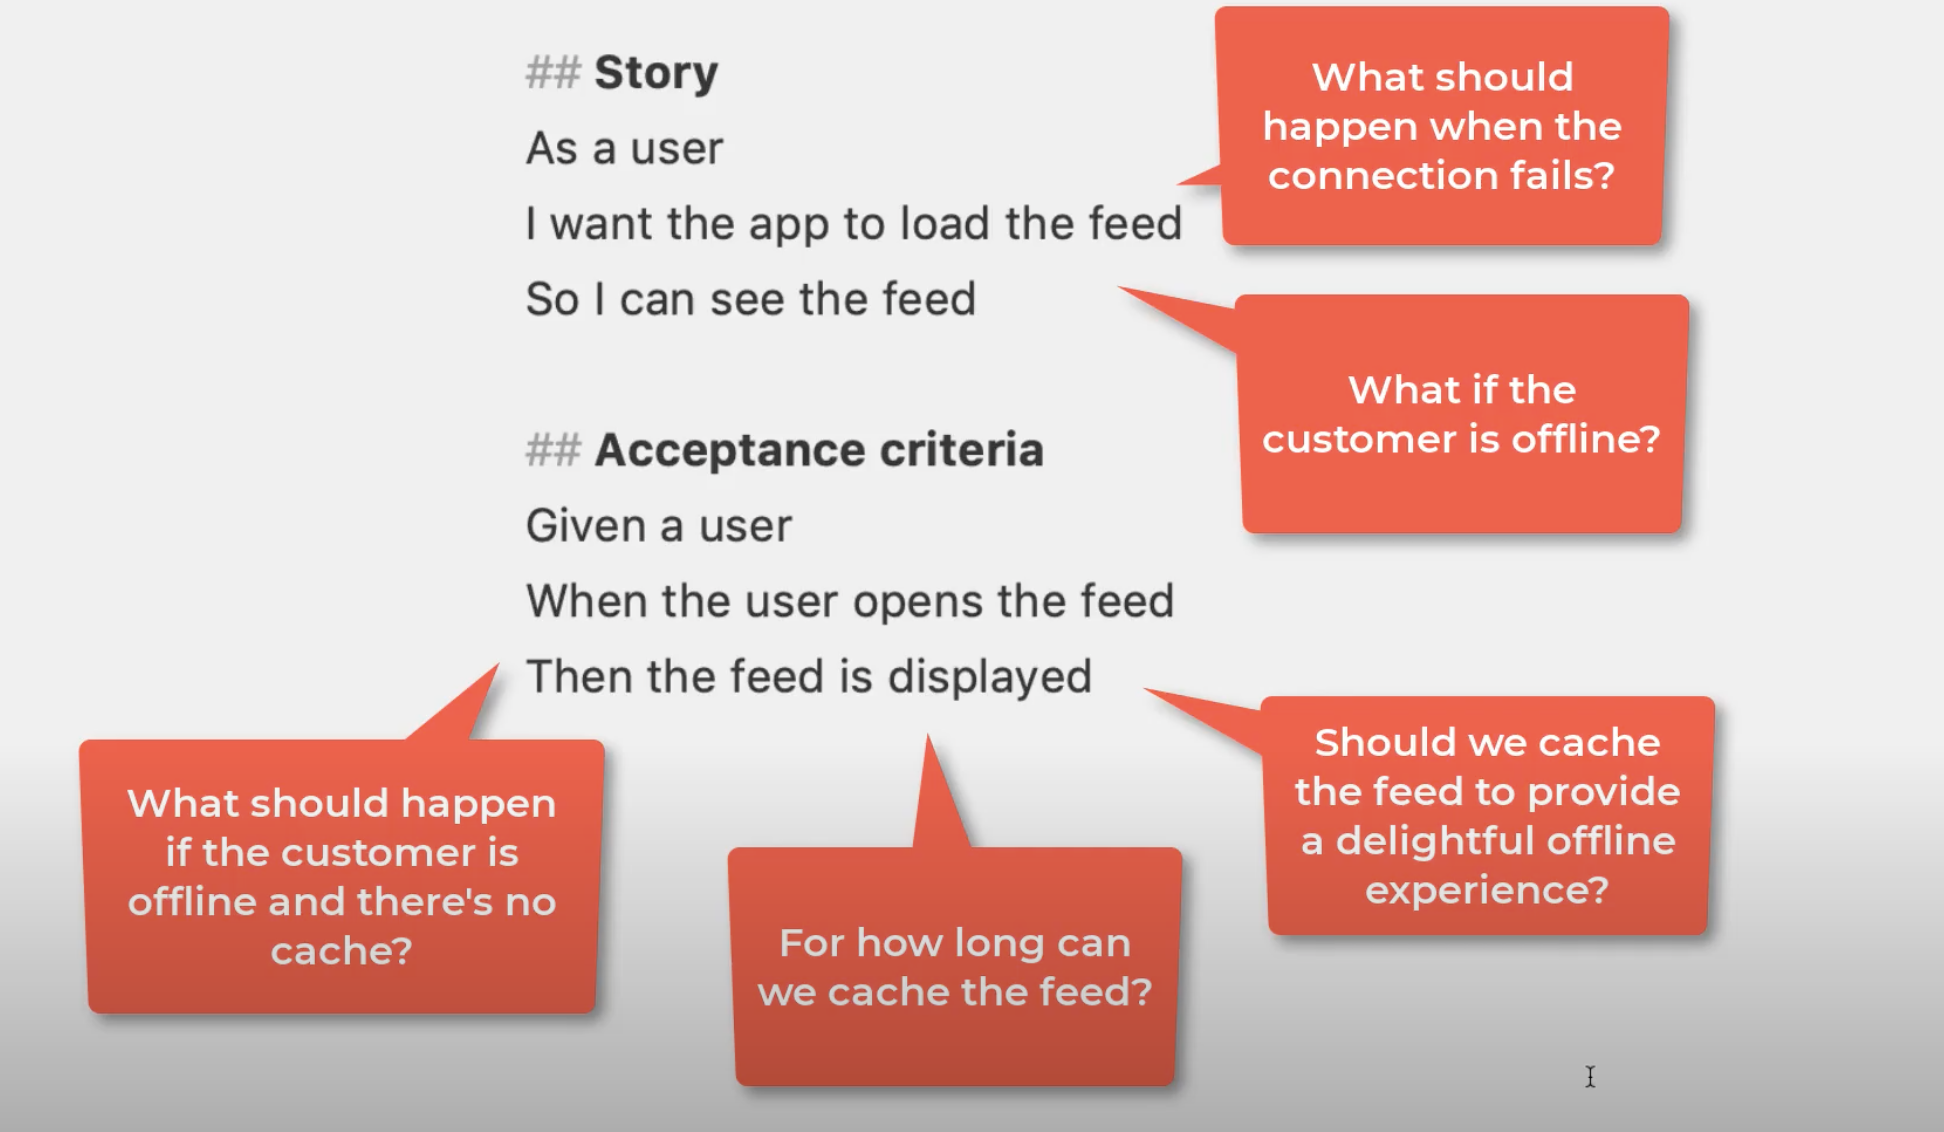 ## Story
As a user
I want the app to load the feed
So I can see the feed
What should
happen when the
connection fails?
What if the
customer is offline?
## Acceptance criteria
Given a user
When the user opens the feed
Then the feed is displayed
What should happen
if the customer is
offline and there's no
cache?
For how long can
we cache the feed?
Should we cache
the feed to provide
a delightful offline
experience?